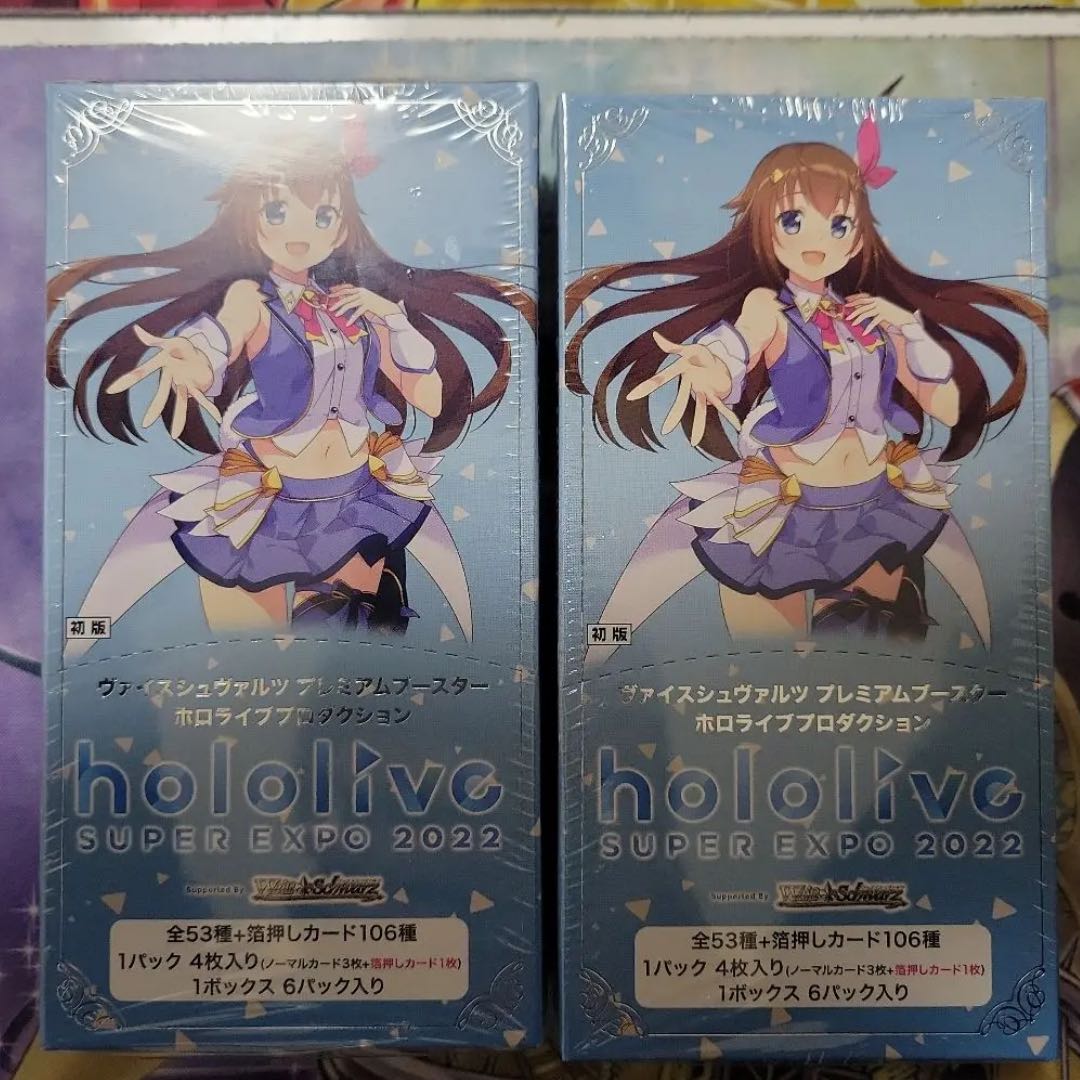 初版
ヴァイスシュヴァルツ プレミアムブースター
ホロライブプロダクション
hololive
SUPER EXPO 2022
Supported By Weiß Schwarz
全53種+箔押しカード106種
1パック 4枚入り(ノーマルカード3枚+箔押しカード1枚)
1ボックス 6パック入り
初版
ヴァイスシュヴァルツ プレミアムブースター
ホロライブプロダクション
hololive
SUPER EXPO 2022
Supported By Weiß Schwarz
全53種+箔押しカード106種
1パック 4枚入り(ノーマルカード3枚+箔押しカード1枚)
1ボックス 6パック入り